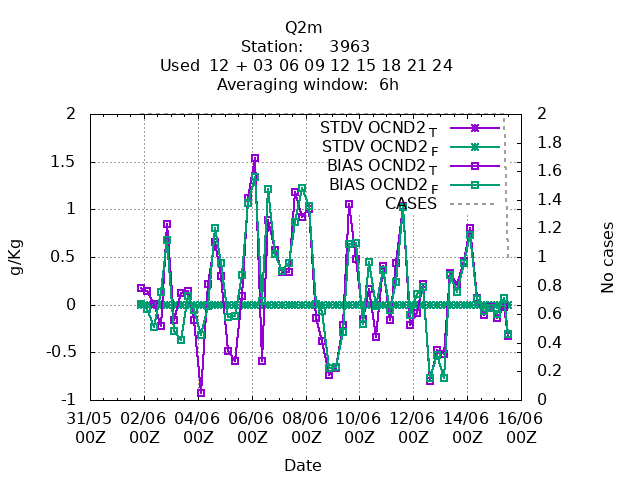 Q2m
Station: 3963
Used 12 + 03 06 09 12 15 18 21 24
Averaging window: 6h
STDV OCND2 T
STDV OCND2 F
BIAS OCND2 T
BIAS OCND2 F
CASES
2
1.5
1
0.5
0
-0.5
-1
g/Kg
2
1.8
1.6
1.4
1.2
1
0.8
0.6
0.4
0.2
0
No cases
31/05 02/06 04/06 06/06 08/06 10/06 12/06 14/06 16/06
00Z 00Z 00Z 00Z 00Z 00Z 00Z 00Z 00Z
Date